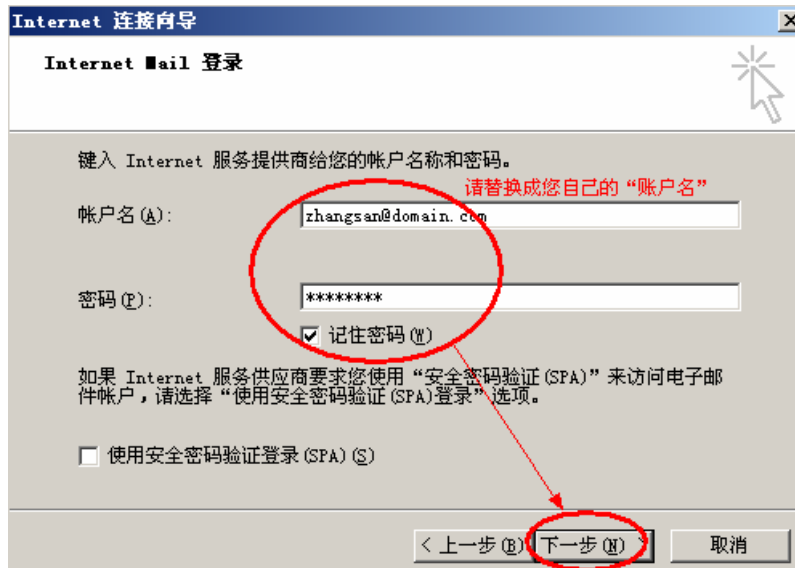 Internet 连接向导
Internet Mail 登录
键入 Internet 服务提供商给您的帐户名称和密码。
请替换成您自己的“账户名”
帐户名(A):
zhangsan@domain.com
密码(P):
********
记住密码(W)
如果 Internet 服务供应商要求您使用“安全密码验证(SPA)”来访问电子邮
件帐户，请选择“使用安全密码验证(SPA)登录”选项。
使用安全密码验证登录(SPA)(S)
< 上一步(B)
下一步(N) >
取消